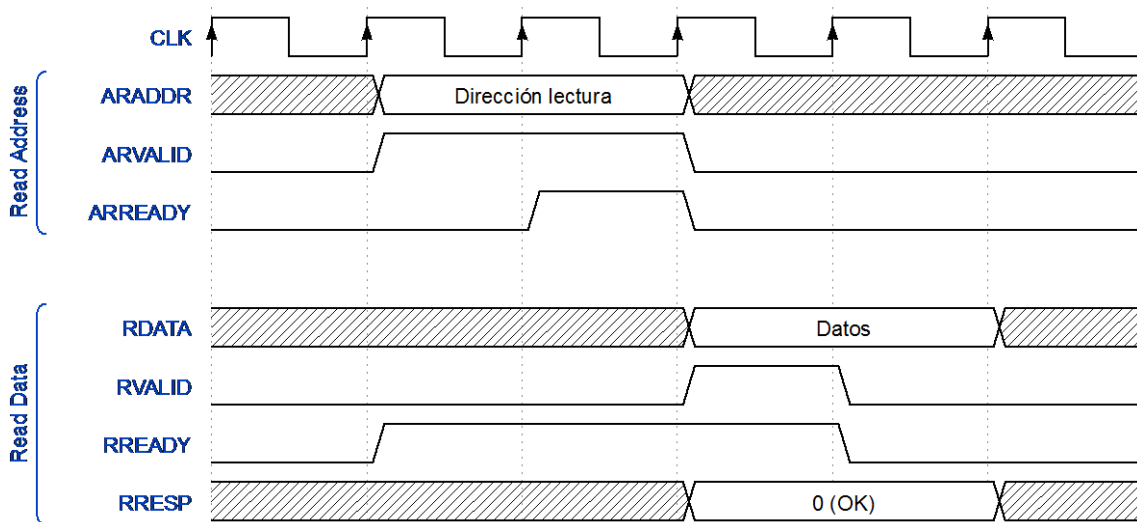 CLK
Read Address
ARADDR
Dirección lectura
ARVALID
ARREADY
Read Data
RDATA
Datos
RVALID
RREADY
RRESP
0 (OK)